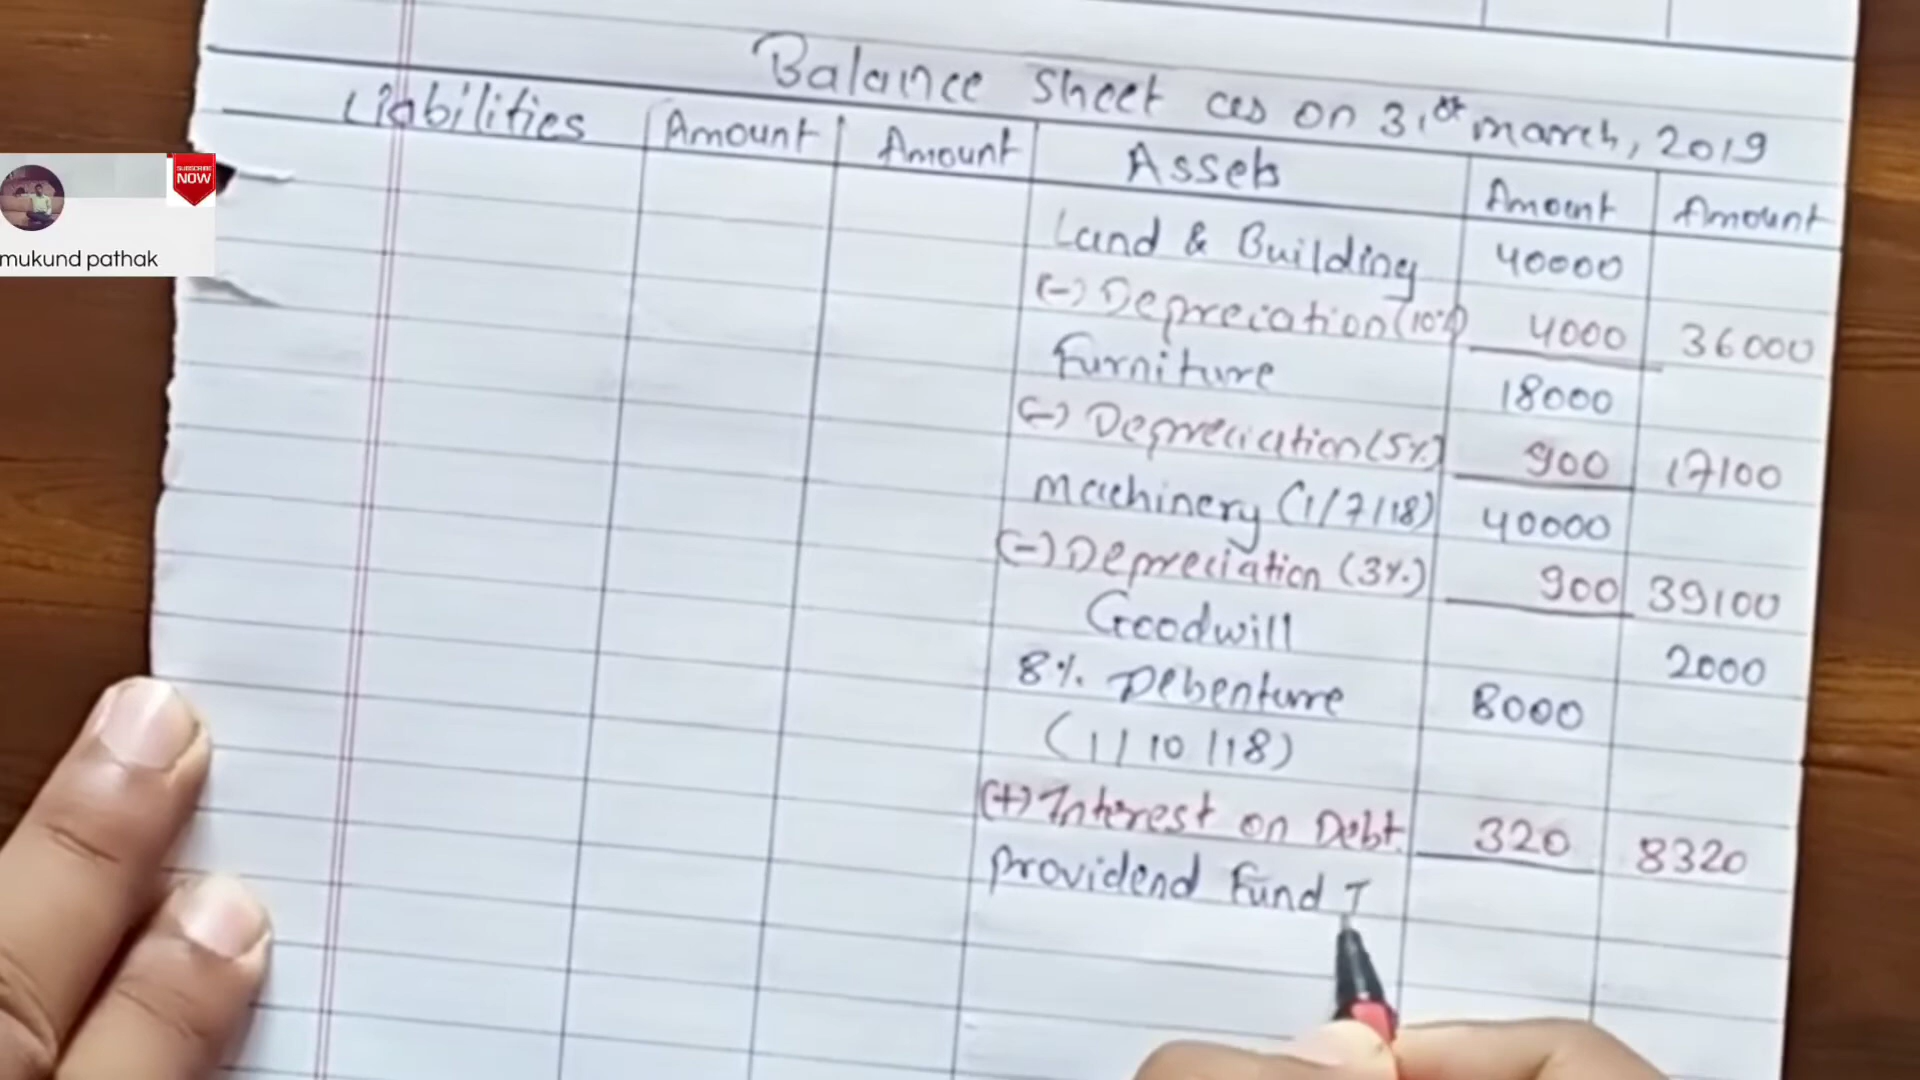 Balance Sheet as on 31st march, 2019
Liabilities Amount Amount Assets Amount Amount
Land & Building 40000
(-) Depreciation (10%) 4000 36000
Furniture 18000
(-) Depreciation (5%) 900 17100
Machinery (1/7/18) 40000
(-) Depreciation (3%.) 900 39100
Goodwill 2000
8%. Debenture 8000
(1/10/18)
(+) Interest on Debt. 320 8320
Providend Fund I
SUBSCRIBE
NOW
mukund pathak